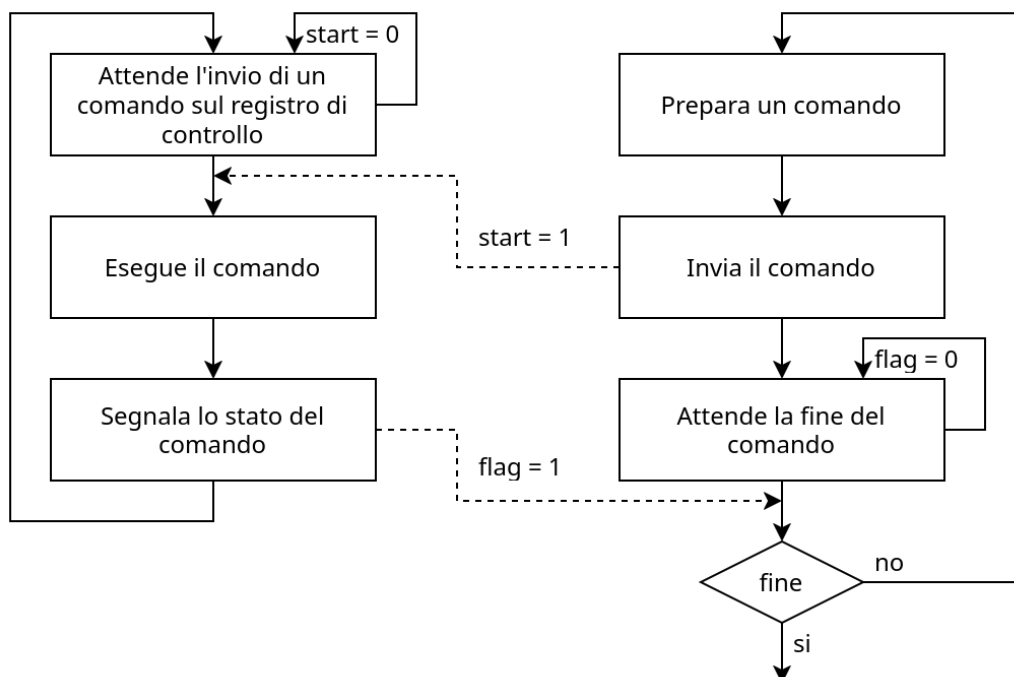 start = 0
Attende l'invio di un
comando sul registro di
controllo
Prepara un comando
start = 1
Esegue il comando
Invia il comando
flag = 0
Segnala lo stato del
comando
Attende la fine del
comando
flag = 1
no
fine
si